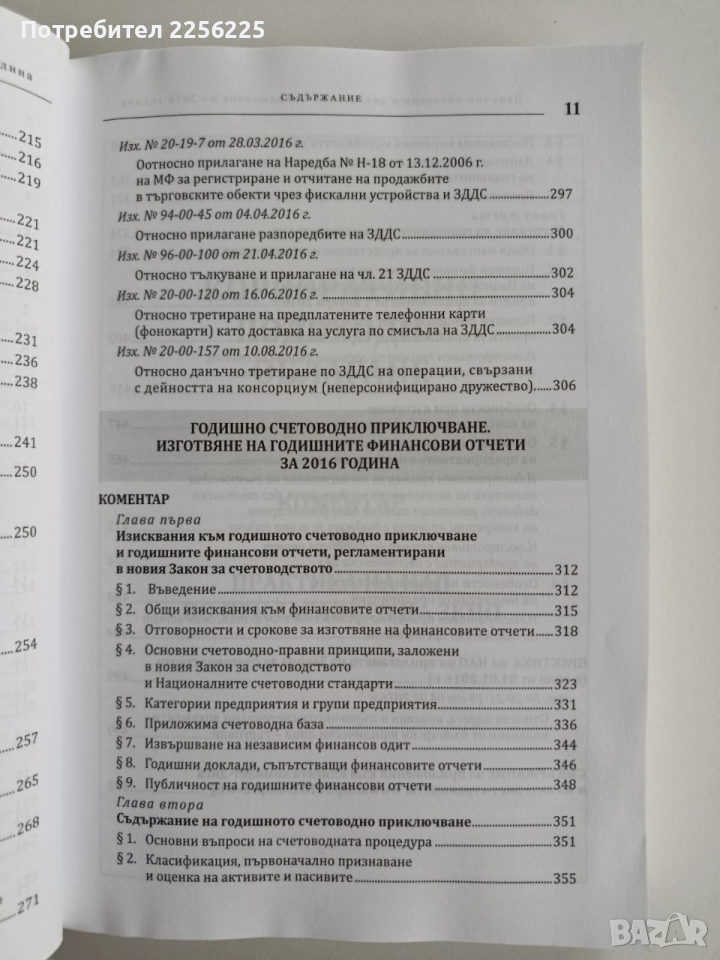 Потребител 2256225
дина
215
216
219
221
221
224
228
231
236
238
241
250
250
254
257
265
268
271
СЪДЪРЖАНИЕ
11
Изх. № 20-19-7 от 28.03.2016 г.
Оотносно прилагане на Наредба № Н-18 от 13.12.2006 г.
на МФ за регистриране и отчитане на продажбите
в търговските обекти чрез фискални устройства и ЗДДС..................297
Изх. № 94-00-45 от 04.04.2016 г.
Относно прилагане разпоредбите на ЗДДС..................300
Изх. № 96-00-100 от 21.04.2016 г.
Относно тълкуване и прилагане на чл. 21 ЗДДС..................302
Изх. № 20-00-120 от 16.06.2016 г. ..................304
Относно третиране на предплатените телефонни карти
(фонокарти) като доставка на услуга по смисъла на ЗДДС..................304
Изх. № 20-00-157 от 10.08.2016 г.
Относно данъчно третиране по ЗДДС на операции, свързани
с дейността на консорциум (неперсонифицирано дружество).....306
ГОДИШНО СЧЕТОВОДНО ПРИКЛЮЧВАНЕ.
ИЗГОТВЯНЕ НА ГОДИШНИТЕ ФИНАНСОВИ ОТЧЕТИ
ЗА 2016 ГОДИНА
КОМЕНТАР
Глава първа
Изисквания към годишното счетоводно приключване
и годишните финансови отчети, регламентирани
в новия Закон за счетоводството..................312
§ 1. Въведение..................312
§ 2. Общи изисквания към финансовите отчети..................315
§ 3. Отговорности и срокове за изготвяне на финансовите отчети......318
§ 4. Основни счетоводно-правни принципи, заложени
в новия Закон за счетоводството
и Националните счетоводни стандарти..................323
§ 5. Категории предприятия и групи предприятия..................331
§ 6. Приложима счетоводна база..................336
§ 7. Извършване на независим финансов одит..................344
§ 8. Годишни доклади, съпътстващи финансовите отчети..................346
§ 9. Публичност на годишните финансови отчети..................348
Глава втора
Съдържание на годишното счетоводно приключване..................351
§ 1. Основни въпроси на счетоводната процедура..................351
§ 2. Класификация, първоначално признаване
и оценка на активите и пасивите..................355
BAZAR